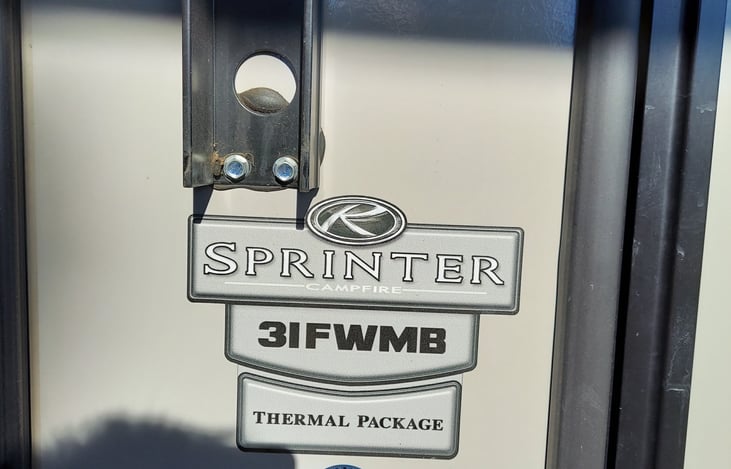 R
SPRINTER
CAMPFIRE
31FWMB
THERMAL PACKAGE